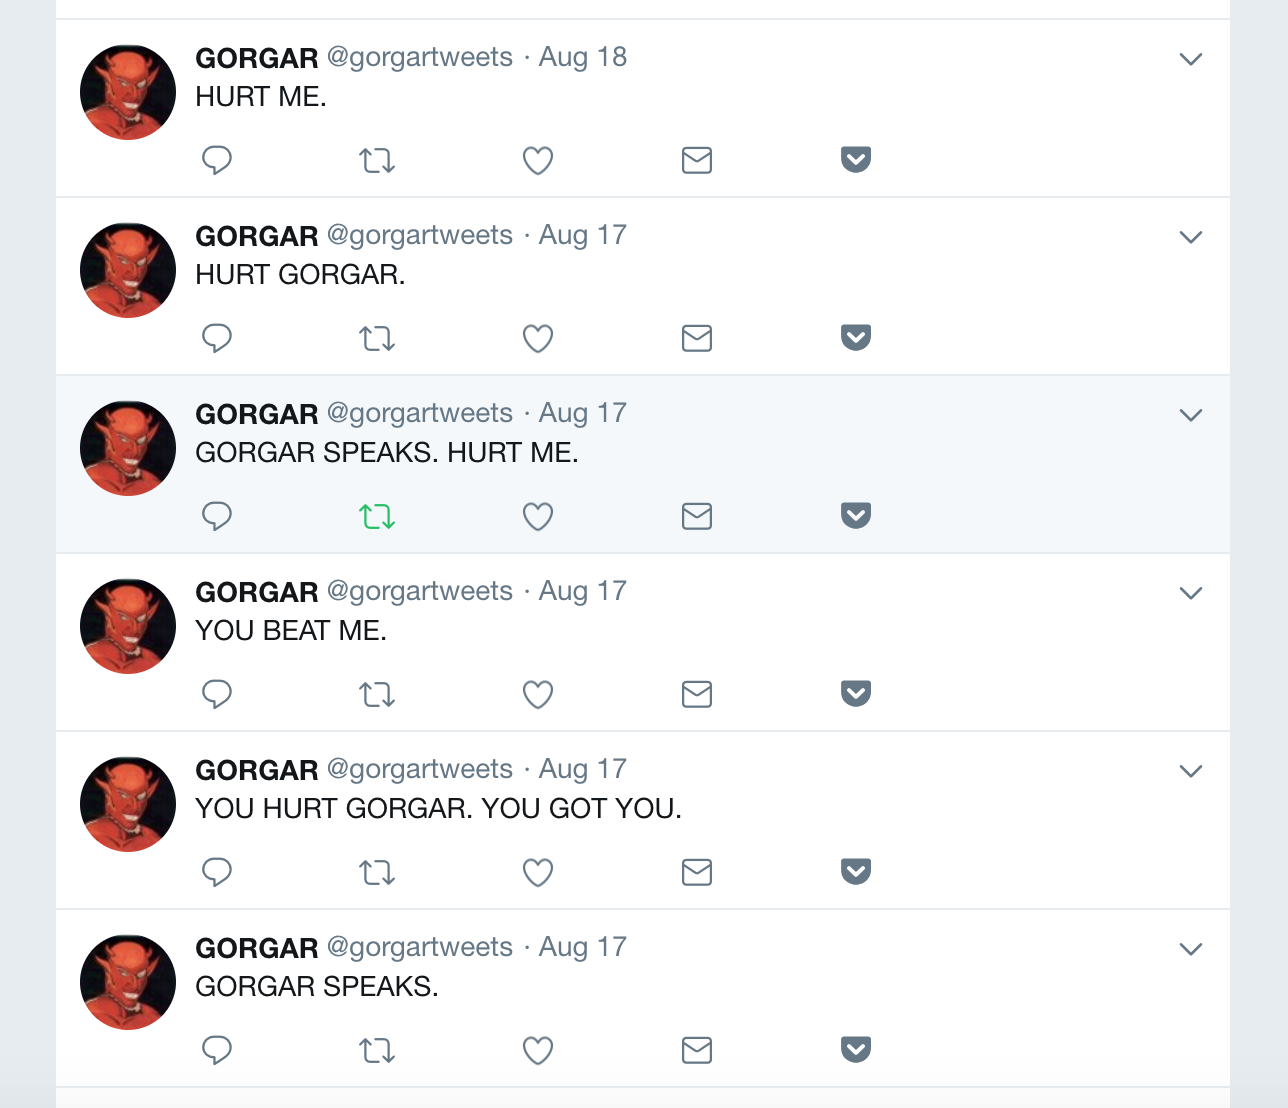 GORGAR @gorgartweets · Aug 18
HURT ME.
GORGAR @gorgartweets · Aug 17
HURT GORGAR.
GORGAR @gorgartweets · Aug 17
GORGAR SPEAKS. HURT ME.
GORGAR @gorgartweets · Aug 17
YOU BEAT ME.
GORGAR @gorgartweets · Aug 17
YOU HURT GORGAR. YOU GOT YOU.
GORGAR @gorgartweets · Aug 17
GORGAR SPEAKS.